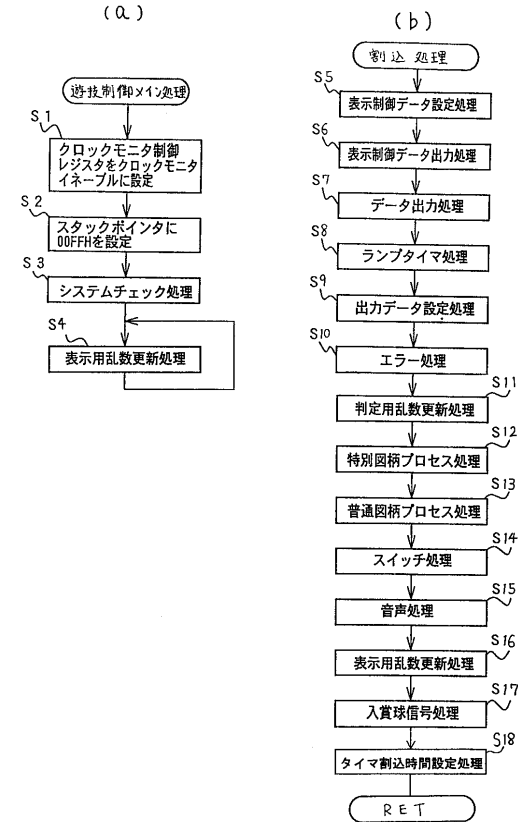 (a)
遊技制御メイン処理
S1
クロックモニタ制御
レジスタをクロックモニタ
イネーブルに設定
S2
スタックポインタに
00FFHを設定
S3
システムチェック処理
S4
表示用乱数更新処理
(b)
割込処理
S5
表示制御データ設定処理
S6
表示制御データ出力処理
S7
データ出力処理
S8
ランプタイマ処理
S9
出力データ設定処理
S10
エラー処理
S11
判定用乱数更新処理
S12
特別図柄プロセス処理
S13
普通図柄プロセス処理
S14
スイッチ処理
S15
音声処理
S16
表示用乱数更新処理
S17
入賞球信号処理
S18
タイマ割込時間設定処理
RET